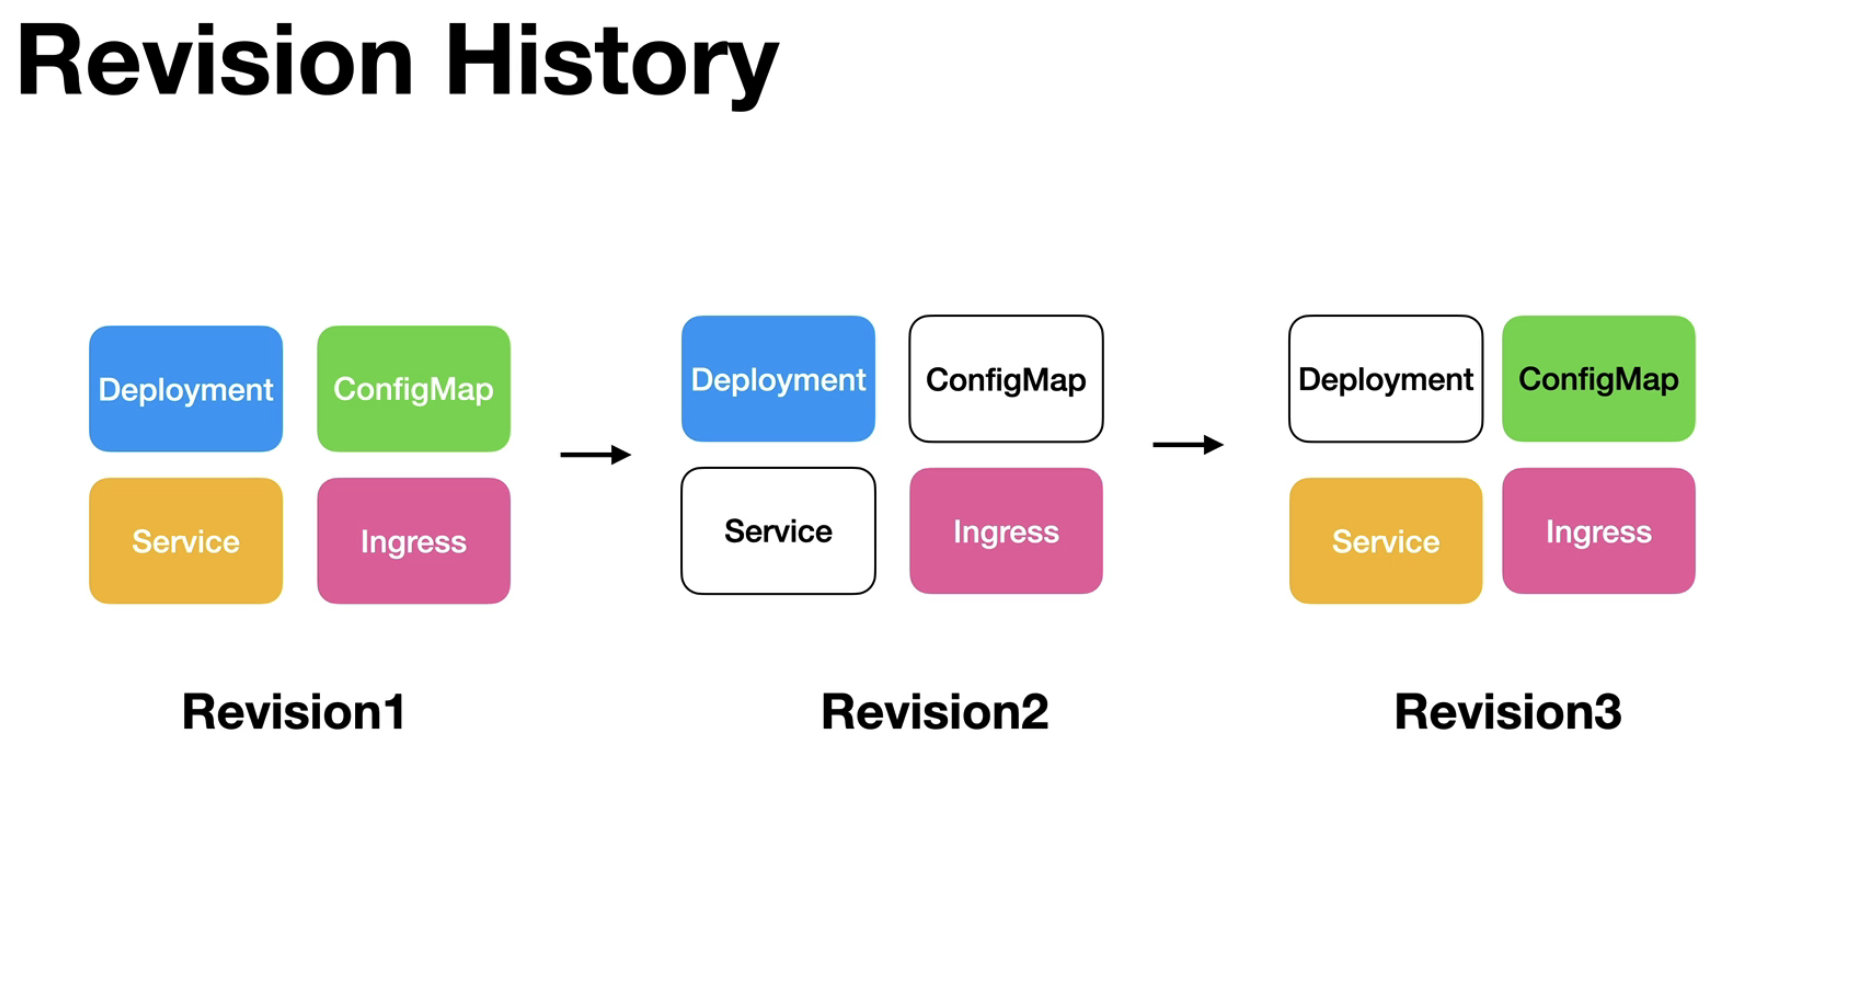 Revision History
Deployment
ConfigMap
Service
Ingress
Revision1
Deployment
ConfigMap
Service
Ingress
Revision2
Deployment
ConfigMap
Service
Ingress
Revision3